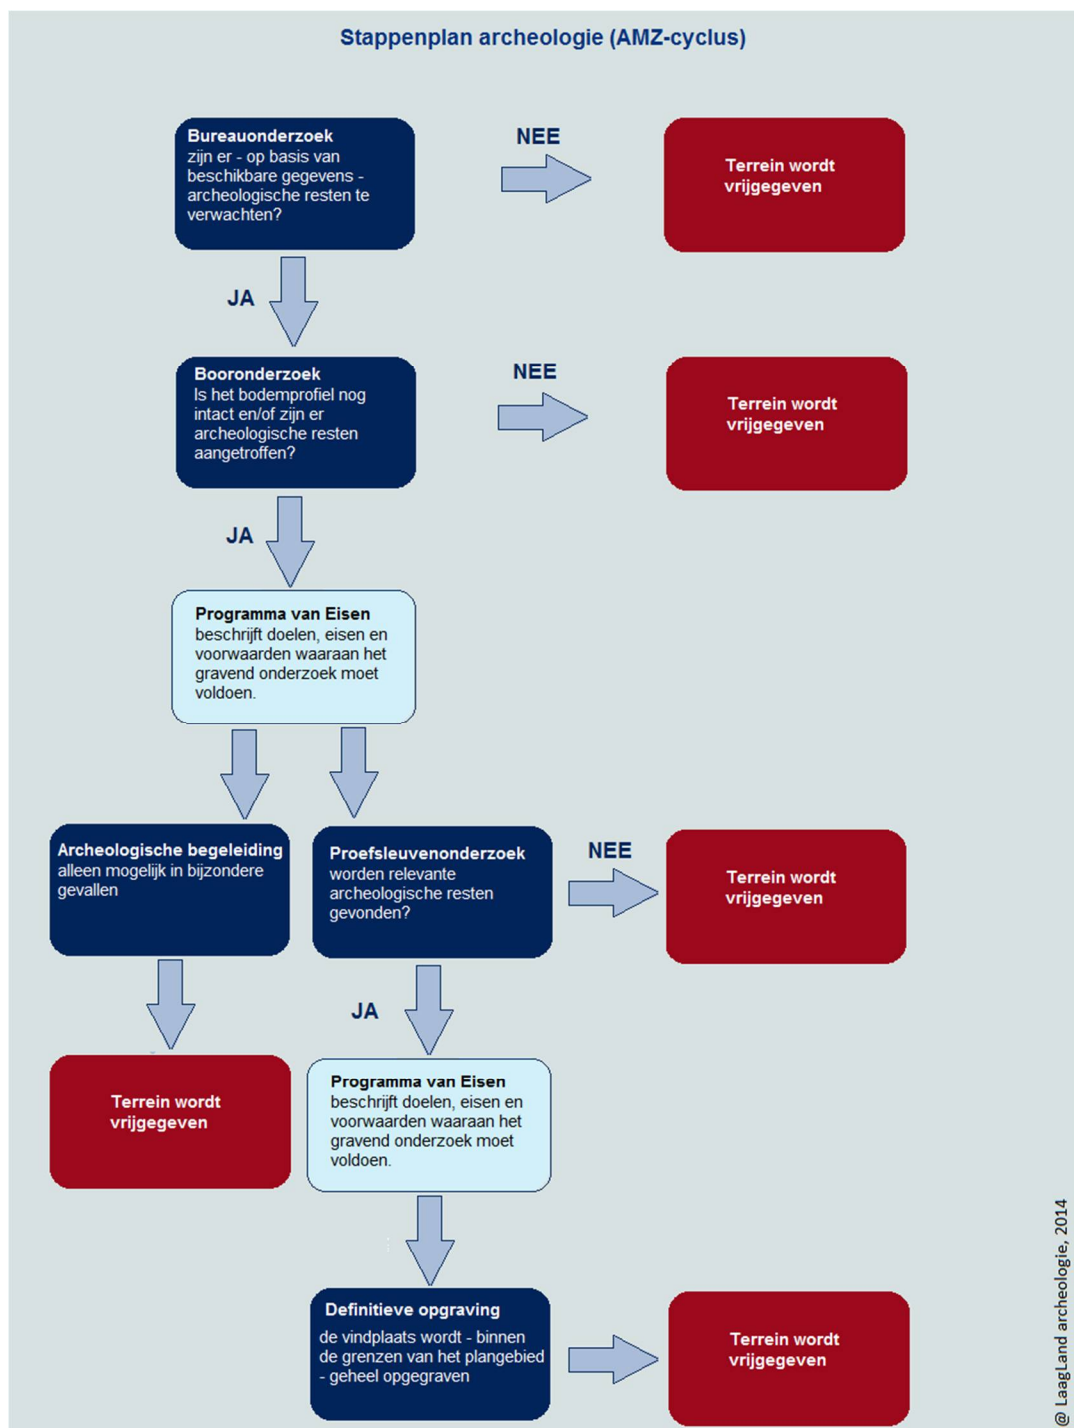 Stappenplan archeologie (AMZ-cyclus)
Bureauonderzoek
zijn er - op basis van
beschikbare gegevens -
archeologische resten te
verwachten?
NEE
Terrein wordt
vrijgegeven
JA
Booronderzoek
Is het bodemprofiel nog
intact en/of zijn er
archeologische resten
aangetroffen?
NEE
Terrein wordt
vrijgegeven
JA
Programma van Eisen
beschrijft doelen, eisen en
voorwaarden waaraan het
gravend onderzoek moet
voldoen.
Archeologische begeleiding
alleen mogelijk in bijzondere
gevallen
Proefsleuvenonderzoek
worden relevante
archeologische resten
gevonden?
NEE
Terrein wordt
vrijgegeven
JA
Terrein wordt
vrijgegeven
Programma van Eisen
beschrijft doelen, eisen en
voorwaarden waaraan het
gravend onderzoek moet
voldoen.
Definitieve opgraving
de vindplaats wordt - binnen
de grenzen van het plangebied
- geheel opgegraven
Terrein wordt
vrijgegeven
@ LaagLand archeologie, 2014